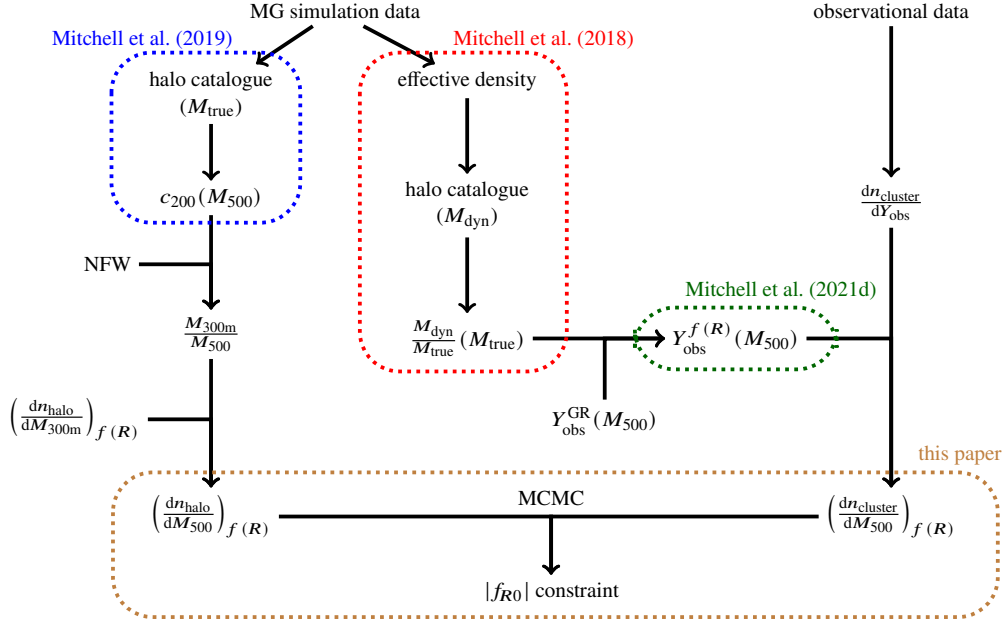 MG simulation data
observational data
Mitchell et al. (2019)
Mitchell et al. (2018)
halo catalogue
(M_true)
effective density
c_200(M_500)
halo catalogue
(M_dyn)
dn_cluster/dY_obs
NFW
Mitchell et al. (2021d)
M_300m/M_500
M_dyn/M_true (M_true)
Y_obs^f(R)(M_500)
(dn_halo/dM_300m)_f(R)
Y_obs^GR(M_500)
this paper
(dn_halo/dM_500)_f(R)
MCMC
(dn_cluster/dM_500)_f(R)
|f_R0| constraint